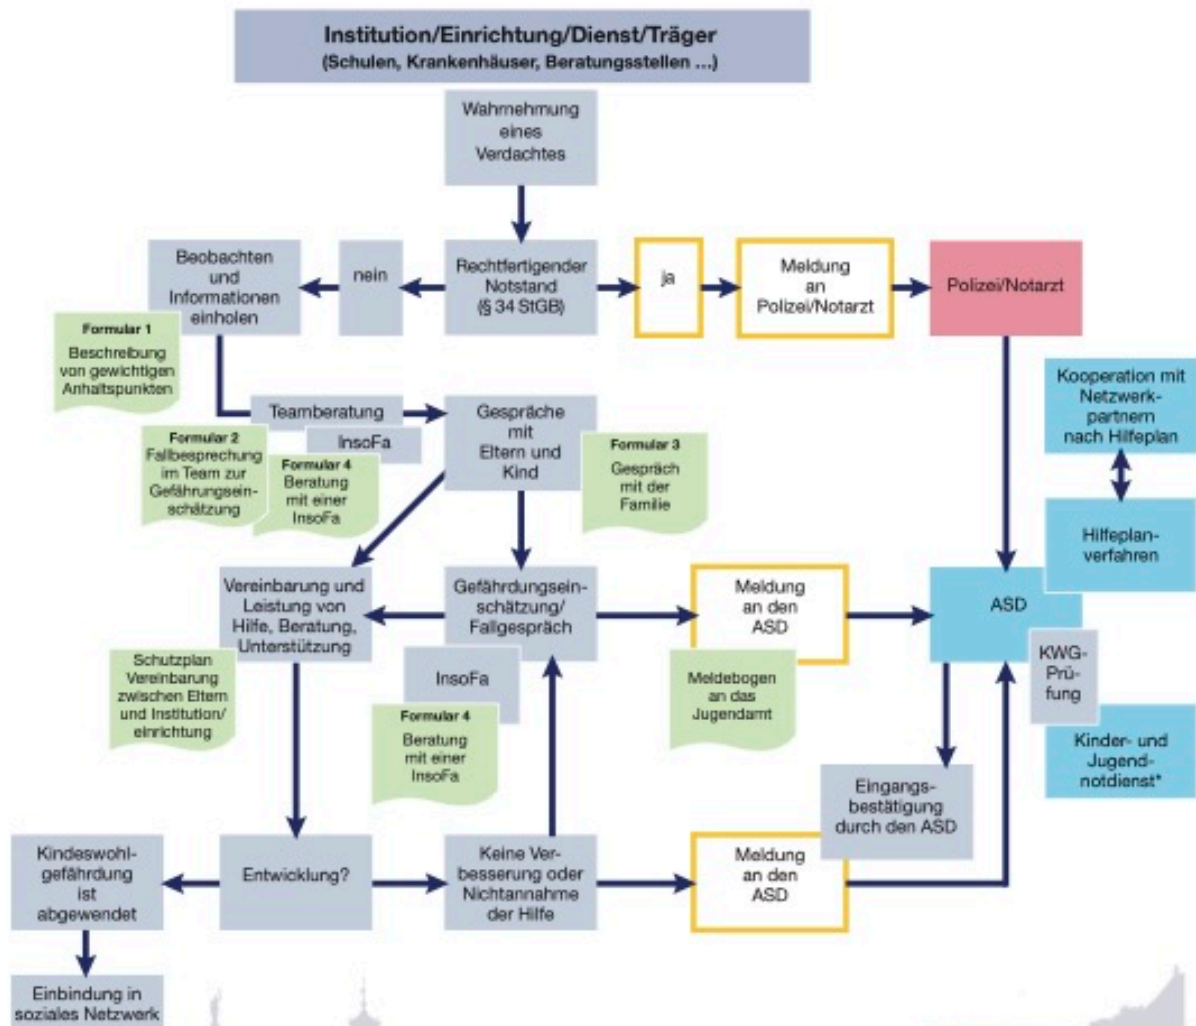 Institution/Einrichtung/Dienst/Träger
(Schulen, Krankenhäuser, Beratungsstellen ...)
Wahrnehmung
eines
Verdachtes
Beobachten
und
Informationen
einholen
nein
Rechtfertigender
Notstand
(§ 34 StGB)
ja
Meldung
an
Polizei/Notarzt
Polizei/Notarzt
Formular 1
Beschreibung
von gewichtigen
Anhaltspunkten
Kooperation mit
Netzwerk-
partnern
nach Hilfeplan
Teamberatung
InsoFa
Gespräche
mit
Eltern und
Kind
Formular 2
Fallbesprechung
im Team zur
Gefährungsein-
schätzung
Formular 4
Beratung
mit einer
InsoFa
Formular 3
Gespräch
mit der
Familie
Hilfeplan-
verfahren
Vereinbarung und
Leistung von
Hilfe, Beratung,
Unterstützung
Gefährdungsein-
schätzung/
Fallgespräch
Meldung
an den
ASD
ASD
KWG-
Prü-
fung
Schutzplan
Vereinbarung
zwischen Eltern
und Institution/
einrichtung
InsoFa
Formular 4
Beratung
mit einer
InsoFa
Meldebogen
an das
Jugendamt
Kinder- und
Jugend-
notdienst*
Eingangs-
bestätigung
durch den ASD
Kindeswohl-
gefährdung
ist
abgewendet
Entwicklung?
Keine Ver-
besserung oder
Nichtannahme
der Hilfe
Meldung
an den
ASD
Einbindung in
soziales Netzwerk